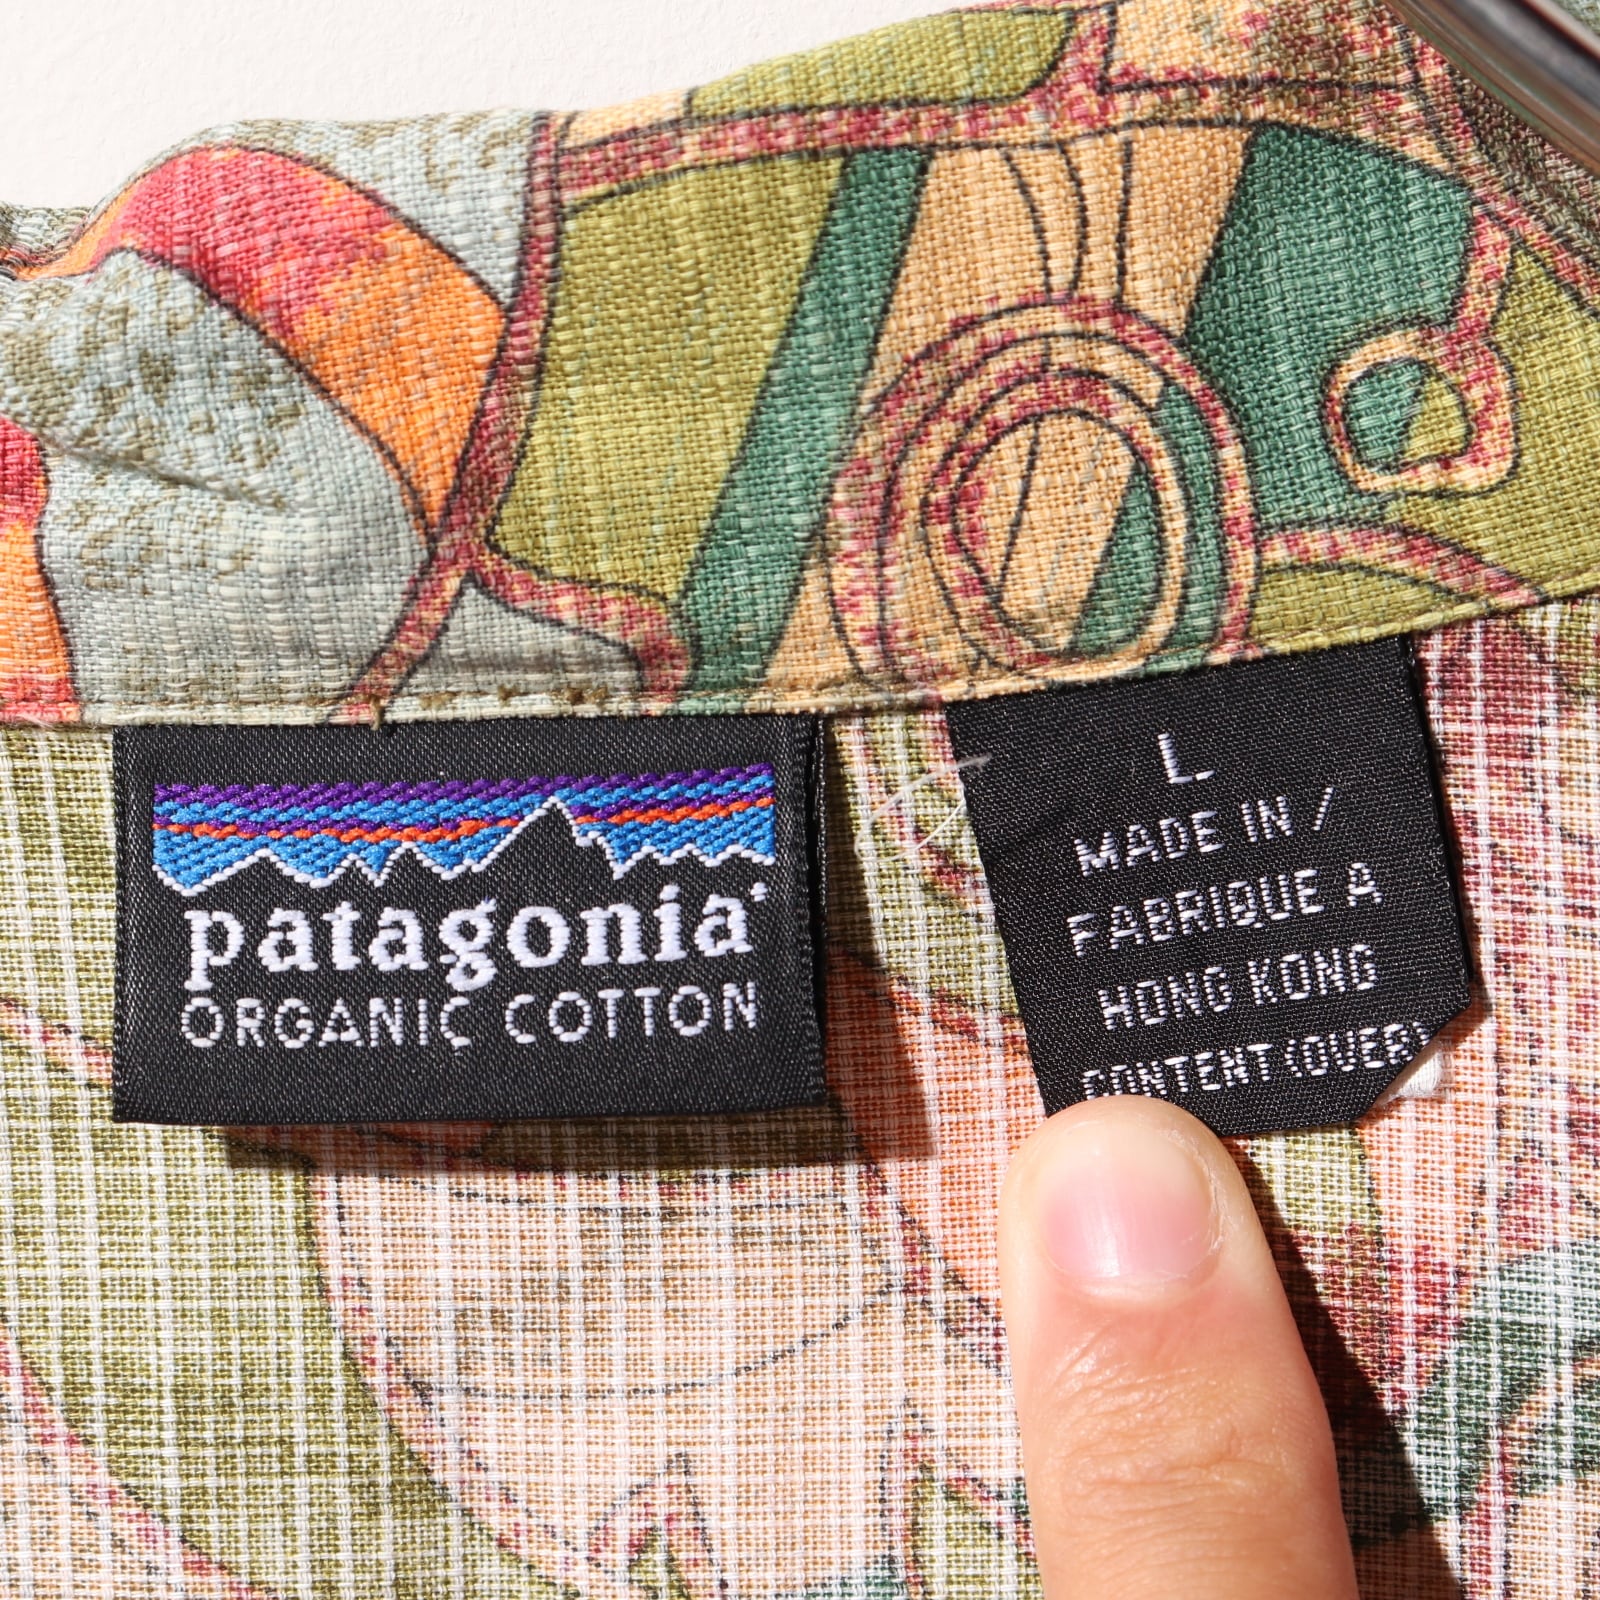 patagonia®
ORGANIC COTTON
L
MADE IN /
FABRIQUE A
HONG KONG
CONTENT (OVER)